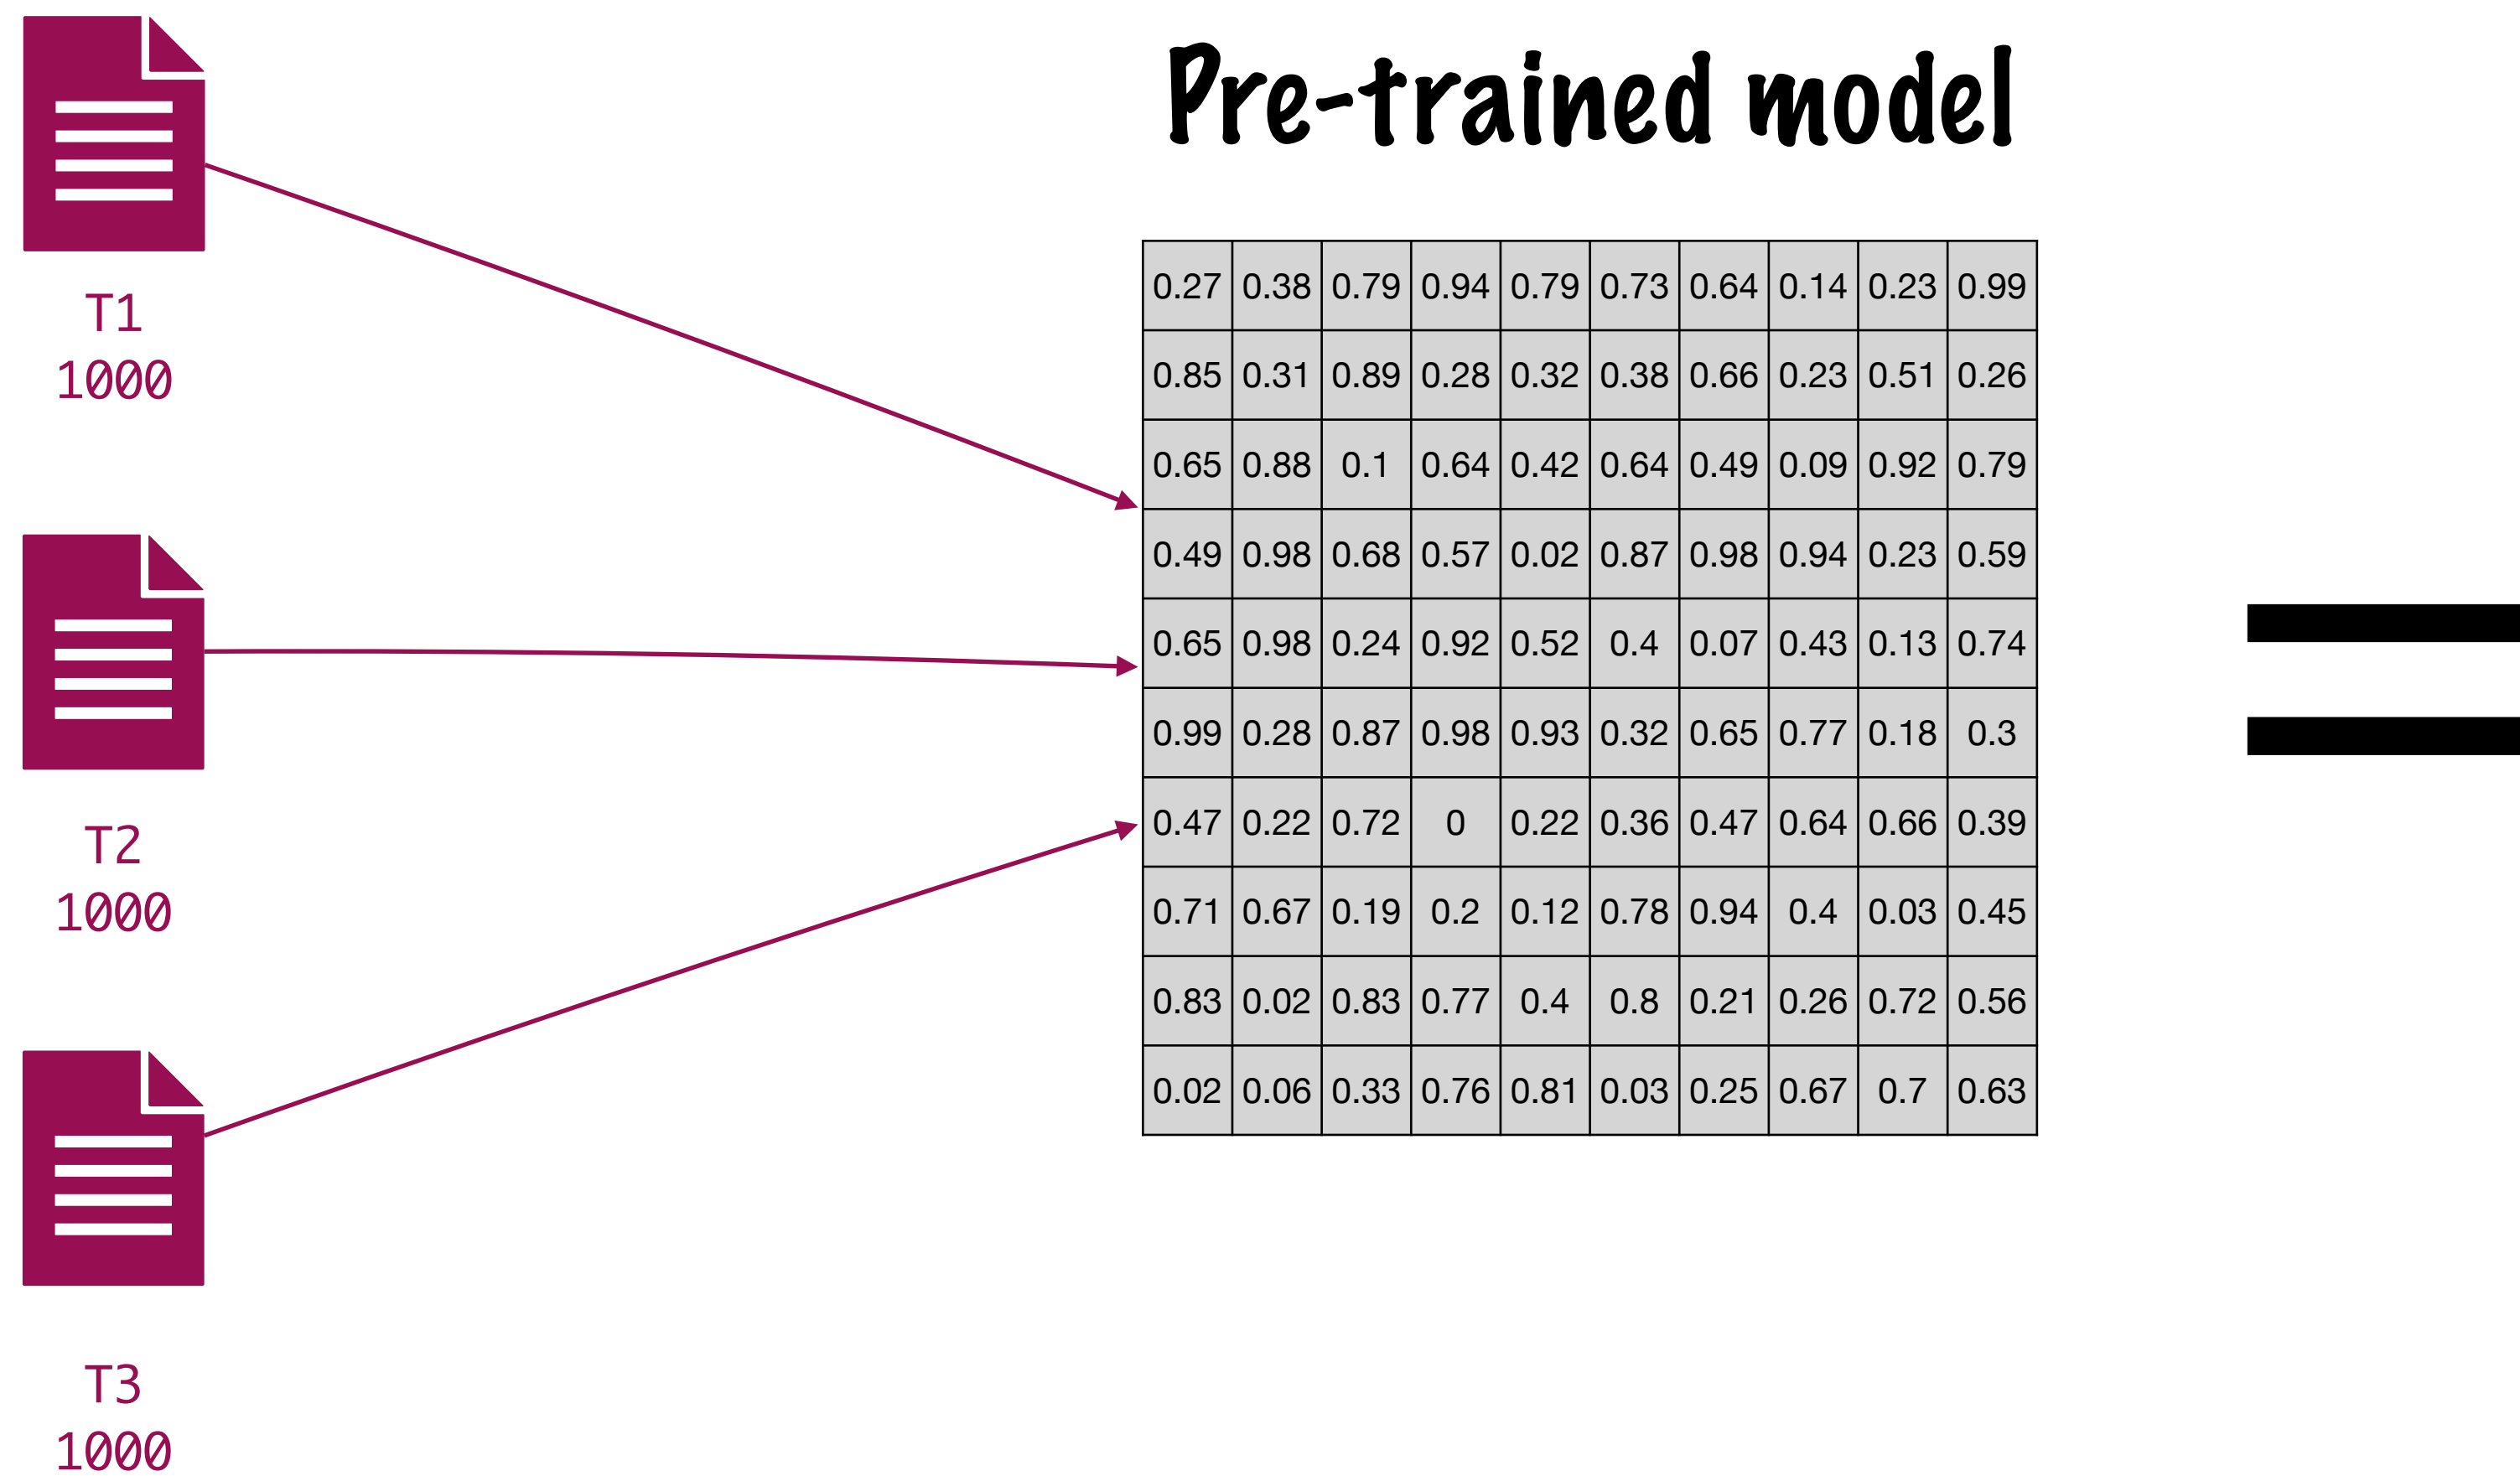 Pre-trained model
T1
1000
T2
1000
T3
1000
0.27 0.38 0.79 0.94 0.79 0.73 0.64 0.14 0.23 0.99
0.85 0.31 0.89 0.28 0.32 0.38 0.66 0.23 0.51 0.26
0.65 0.88 0.1 0.64 0.42 0.64 0.49 0.09 0.92 0.79
0.49 0.98 0.68 0.57 0.02 0.87 0.98 0.94 0.23 0.59
0.65 0.98 0.24 0.92 0.52 0.4 0.07 0.43 0.13 0.74
0.99 0.28 0.87 0.98 0.93 0.32 0.65 0.77 0.18 0.3
0.47 0.22 0.72 0 0.22 0.36 0.47 0.64 0.66 0.39
0.71 0.67 0.19 0.2 0.12 0.78 0.94 0.4 0.03 0.45
0.83 0.02 0.83 0.77 0.4 0.8 0.21 0.26 0.72 0.56
0.02 0.06 0.33 0.76 0.81 0.03 0.25 0.67 0.7 0.63